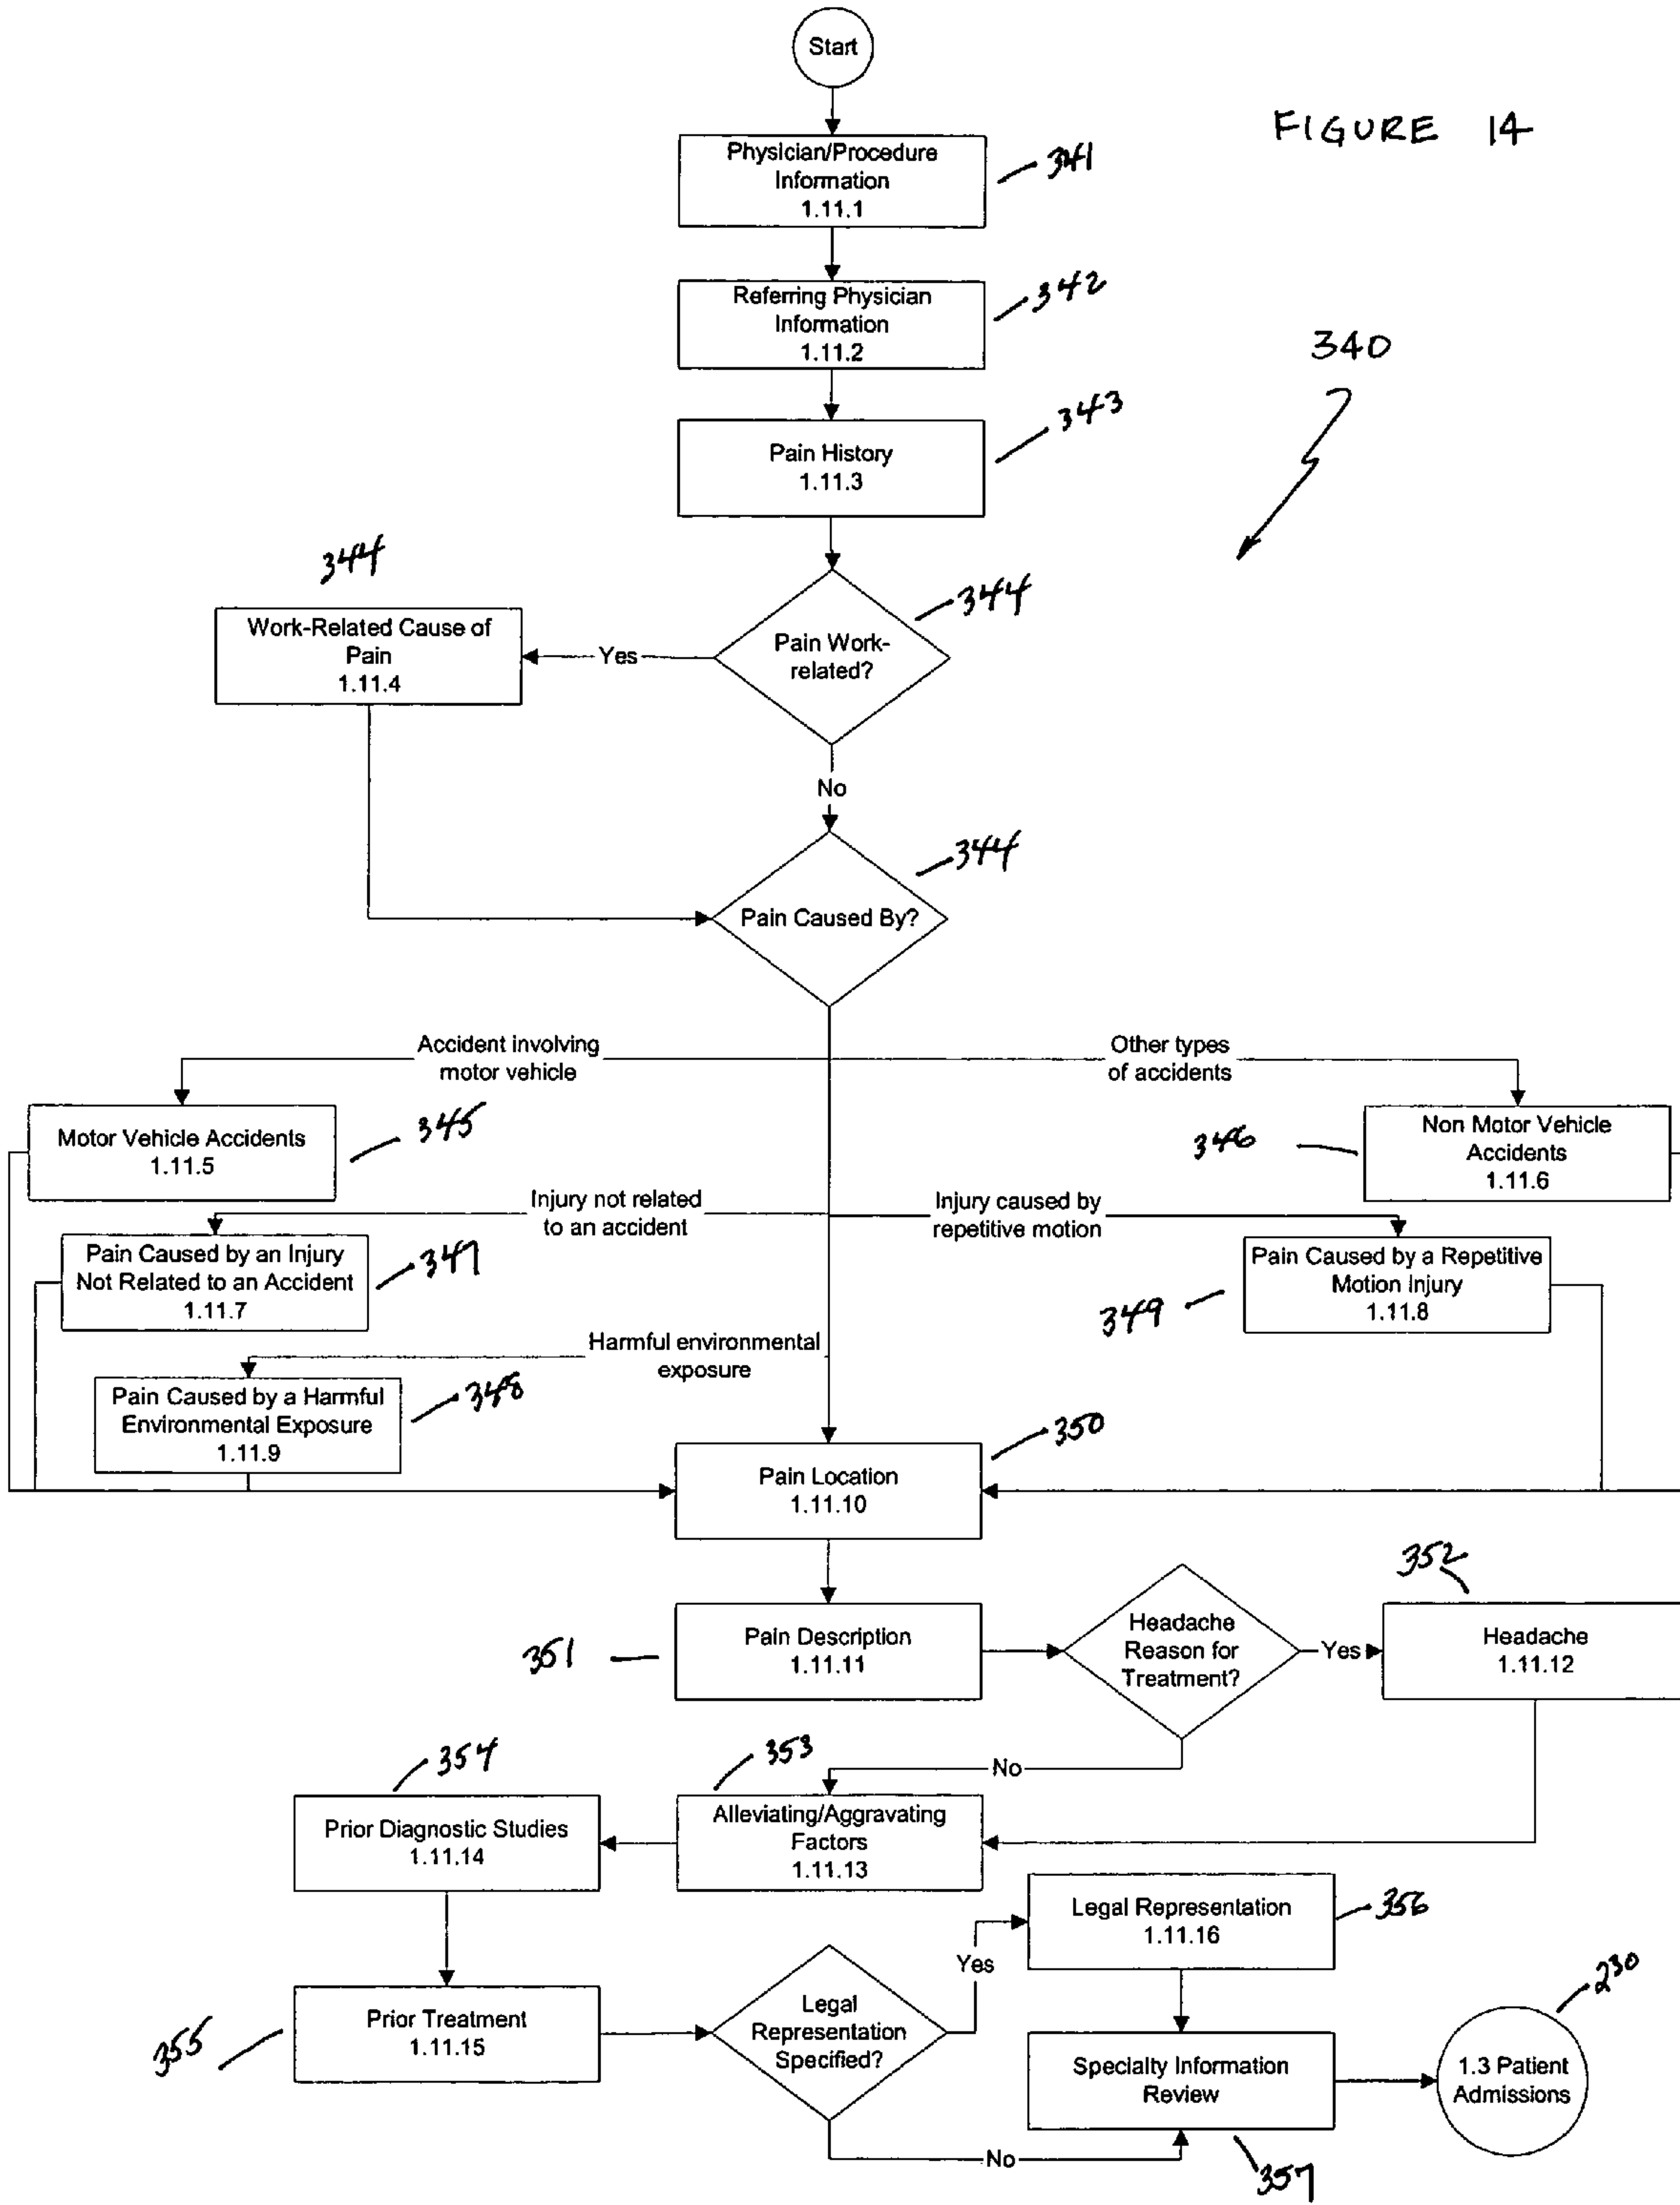 Start
FIGURE 14
Physician/Procedure
Information
1.11.1
341
Referring Physician
Information
1.11.2
342
340
Pain History
1.11.3
343
344
Work-Related Cause of
Pain
1.11.4
Yes
Pain Work-
related?
344
No
Pain Caused By?
344
Accident involving
motor vehicle
Other types
of accidents
Motor Vehicle Accidents
1.11.5
345
346
Non Motor Vehicle
Accidents
1.11.6
Injury not related
to an accident
Injury caused by
repetitive motion
Pain Caused by an Injury
Not Related to an Accident
1.11.7
347
349
Pain Caused by a Repetitive
Motion Injury
1.11.8
Harmful environmental
exposure
Pain Caused by a Harmful
Environmental Exposure
1.11.9
348
Pain Location
1.11.10
350
351
Pain Description
1.11.11
Headache
Reason for
Treatment?
Yes
352
Headache
1.11.12
No
354
Prior Diagnostic Studies
1.11.14
353
Alleviating/Aggravating
Factors
1.11.13
355
Prior Treatment
1.11.15
Legal
Representation
Specified?
Yes
Legal Representation
1.11.16
356
No
Specialty Information
Review
357
230
1.3 Patient
Admissions